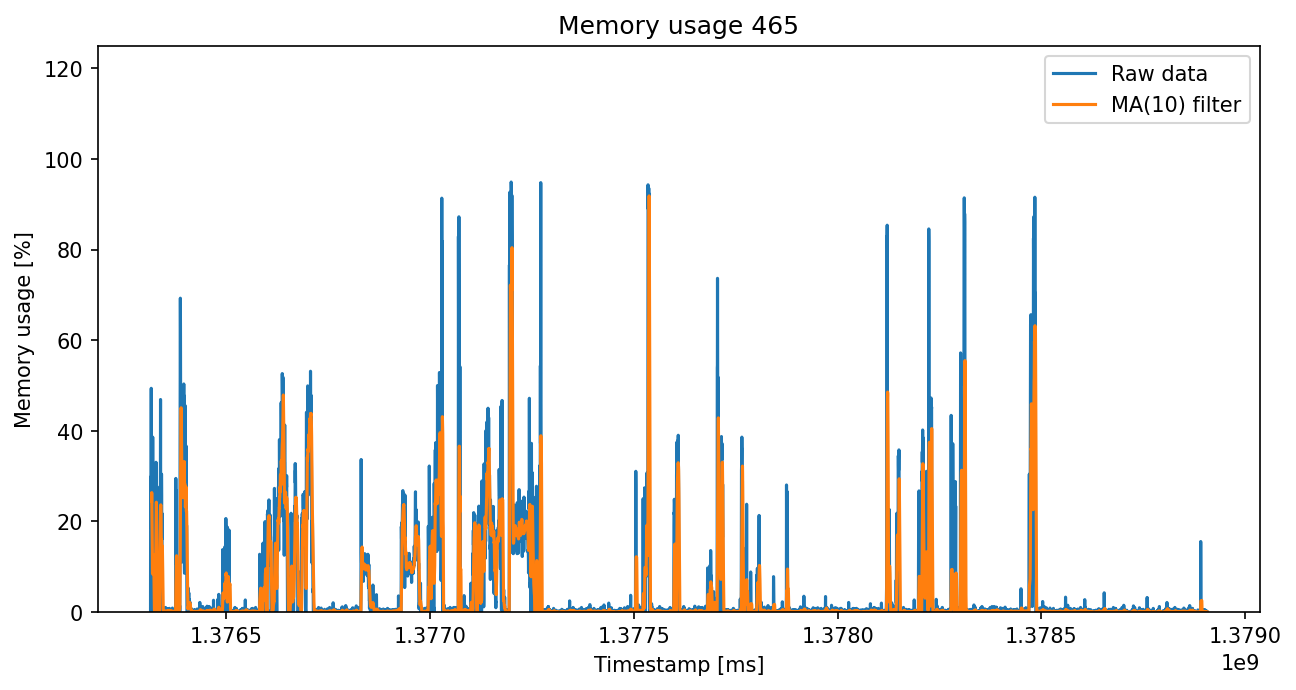 Memory usage 465
Raw data
MA(10) filter
Memory usage [%]
120
100
80
60
40
20
0
1.3765 1.3770 1.3775 1.3780 1.3785 1.3790
1e9
Timestamp [ms]